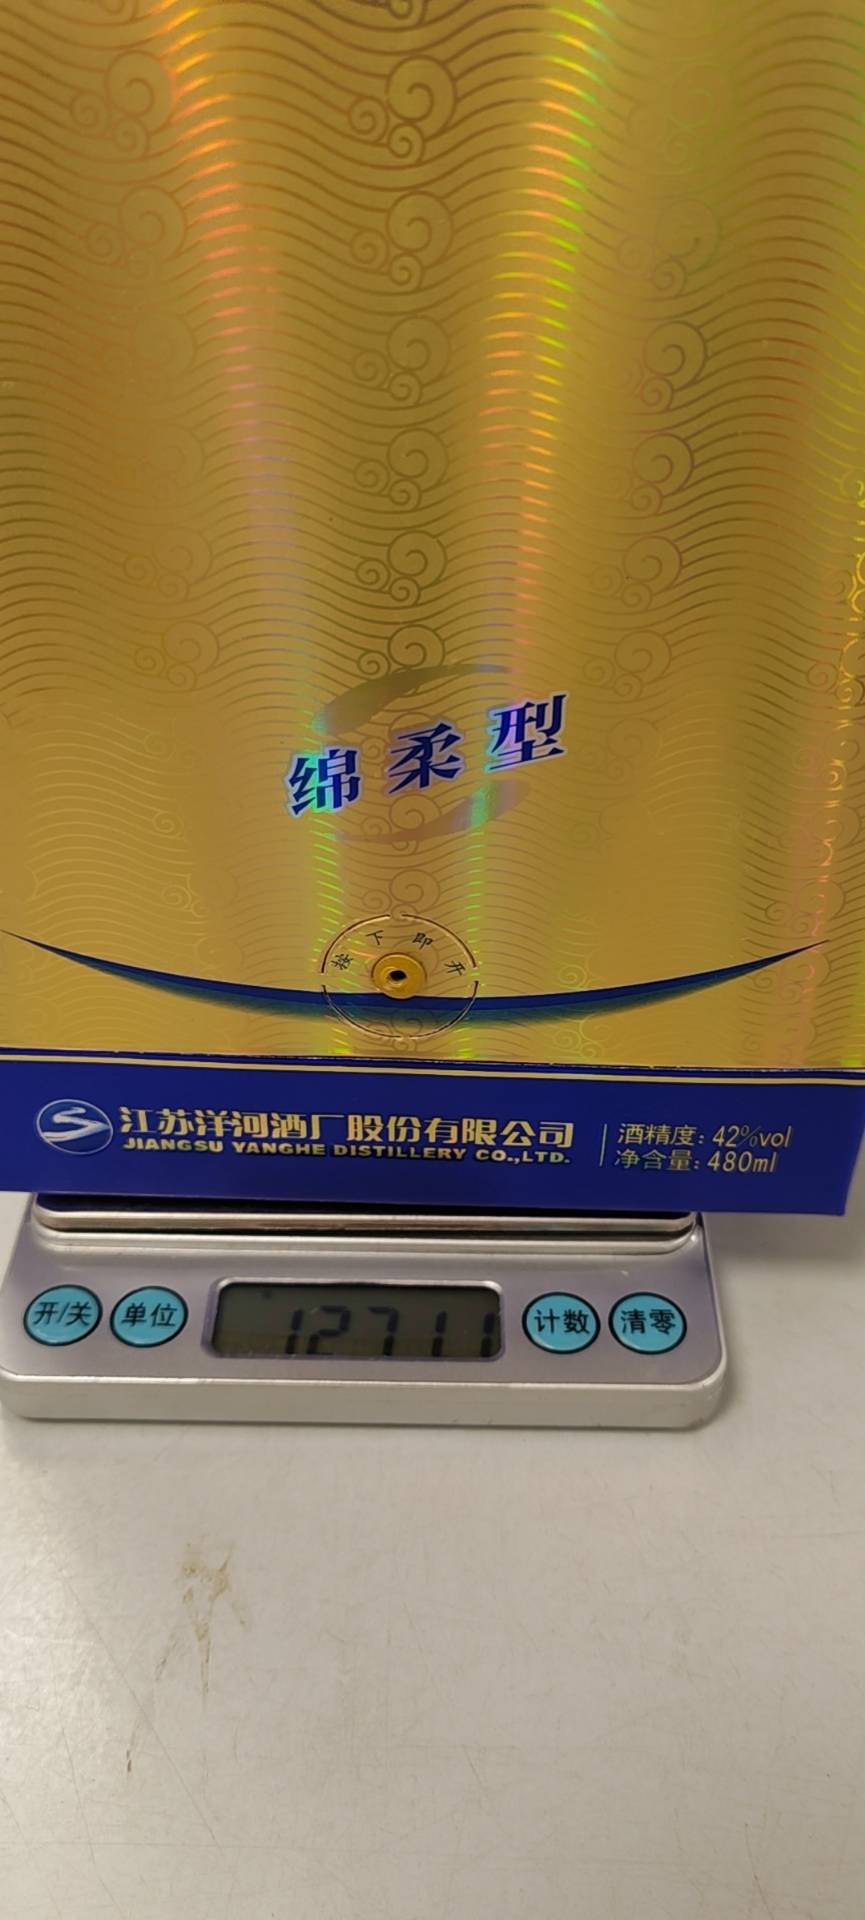 绵柔型
按下即开
江苏洋河酒厂股份有限公司
JIANGSU YANGHE DISTILLERY CO.,LTD.
酒精度: 42%vol
净含量: 480ml
开/关
单位
12711
计数
清零